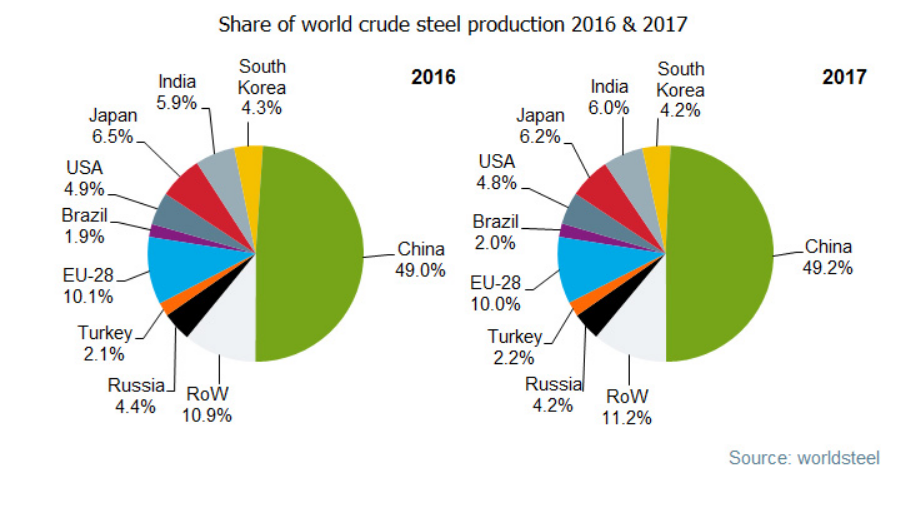 Share of world crude steel production 2016 & 2017
2016
South
Korea
4.3%
India
5.9%
Japan
6.5%
USA
4.9%
Brazil
1.9%
EU-28
10.1%
Turkey
2.1%
Russia
4.4%
RoW
10.9%
China
49.0%
2017
South
Korea
4.2%
India
6.0%
Japan
6.2%
USA
4.8%
Brazil
2.0%
EU-28
10.0%
Turkey
2.2%
Russia
4.2%
RoW
11.2%
China
49.2%
Source: worldsteel